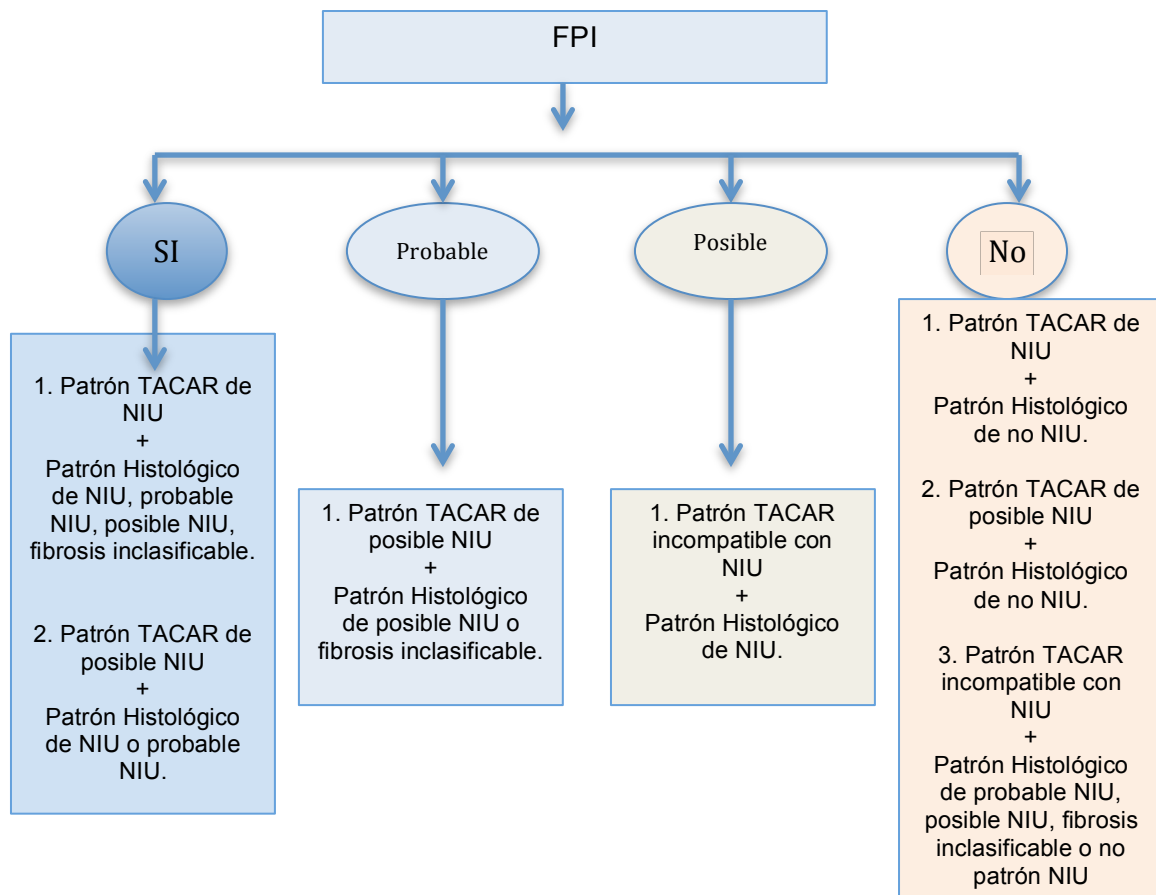 FPI
SI
Probable
Posible
No
1. Patrón TACAR de
NIU
+
Patrón Histológico
de NIU, probable
NIU, posible NIU,
fibrosis inclasificable.
2. Patrón TACAR de
posible NIU
+
Patrón Histológico
de NIU o probable
NIU.
1. Patrón TACAR de
posible NIU
+
Patrón Histológico
de posible NIU o
fibrosis inclasificable.
1. Patrón TACAR
incompatible con
NIU
+
Patrón Histológico
de NIU.
1. Patrón TACAR de
NIU
+
Patrón Histológico
de no NIU.
2. Patrón TACAR de
posible NIU
+
Patrón Histológico
de no NIU.
3. Patrón TACAR
incompatible con
NIU
+
Patrón Histológico
de probable NIU,
posible NIU, fibrosis
inclasificable o no
patrón NIU